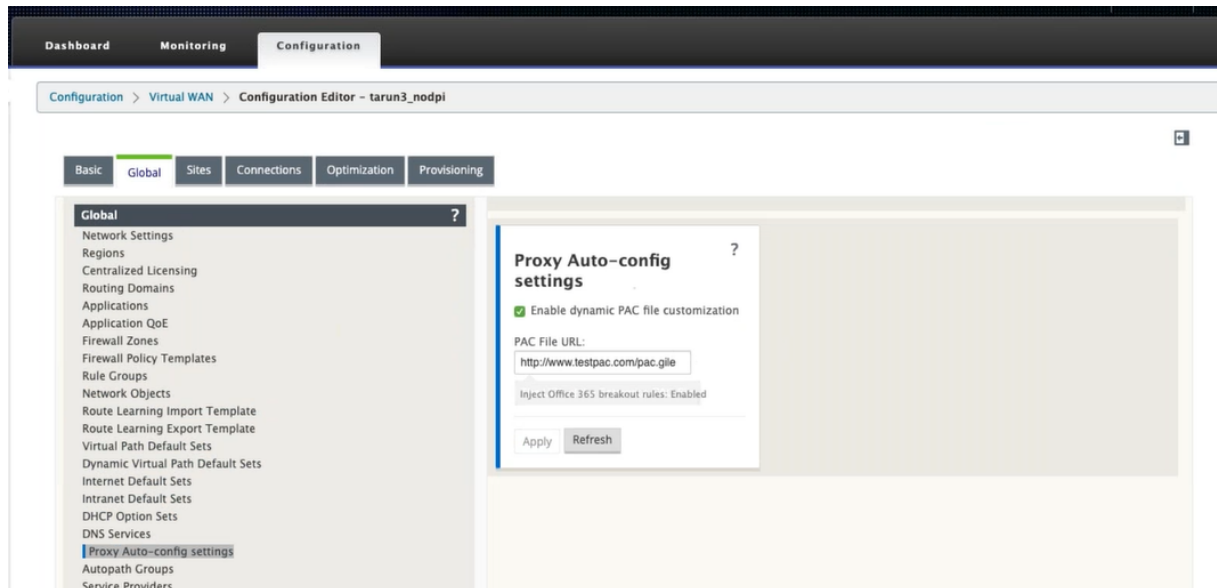 Dashboard Monitoring Configuration
Configuration > Virtual WAN > Configuration Editor – tarun3_nodpi
Basic Global Sites Connections Optimization Provisioning
Global ?
Network Settings
Regions
Centralized Licensing
Routing Domains
Applications
Application QoE
Firewall Zones
Firewall Policy Templates
Rule Groups
Network Objects
Route Learning Import Template
Route Learning Export Template
Virtual Path Default Sets
Dynamic Virtual Path Default Sets
Internet Default Sets
Intranet Default Sets
DHCP Option Sets
DNS Services
Proxy Auto-config settings
Autopath Groups
Service Providers
Proxy Auto-config ?
settings
Enable dynamic PAC file customization
PAC File URL:
http://www.testpac.com/pac.gile
Inject Office 365 breakout rules: Enabled
Apply Refresh